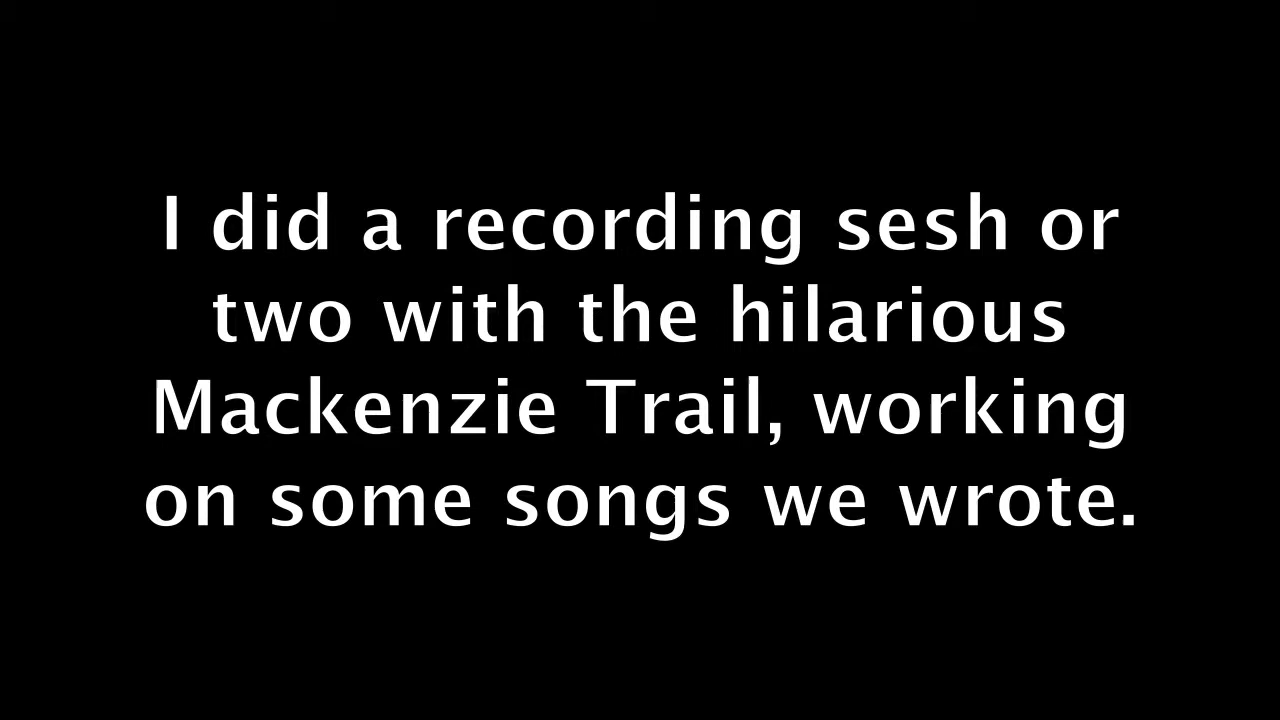 I did a recording sesh or
two with the hilarious
Mackenzie Trail, working
on some songs we wrote.